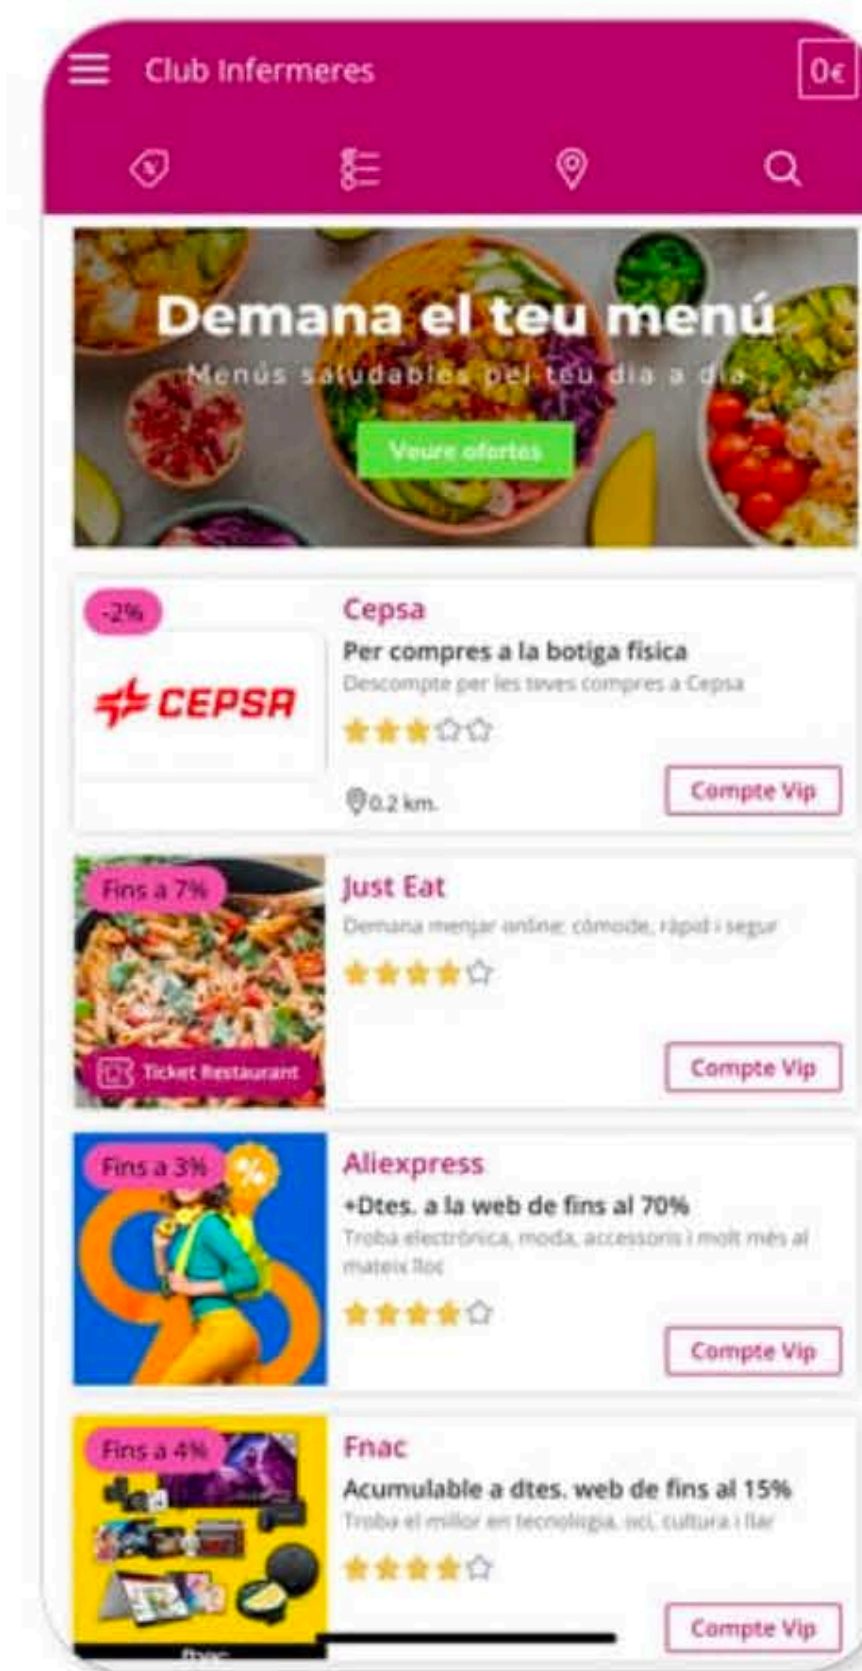 Club Infermeres
0€
Demana el teu menú
Menús saludables pel teu dia a dia
Veure ofertes
-2%
CEPSA
Cepsa
Per compres a la botiga física
Descompte per les teves compres a Cepsa
0.2 km.
Compte Vip
Fins a 7%
Ticket Restaurant
Just Eat
Demana menjar online: còmode, ràpid i segur
Compte Vip
Fins a 3%
%
Aliexpress
+Dtes. a la web de fins al 70%
Troba electrònica, moda, accessoris i molt més al
mateix lloc
Compte Vip
Fins a 4%
fnac
Fnac
Acumulable a dtes. web de fins al 15%
Troba el millor en tecnologia, oci, cultura i llar
Compte Vip